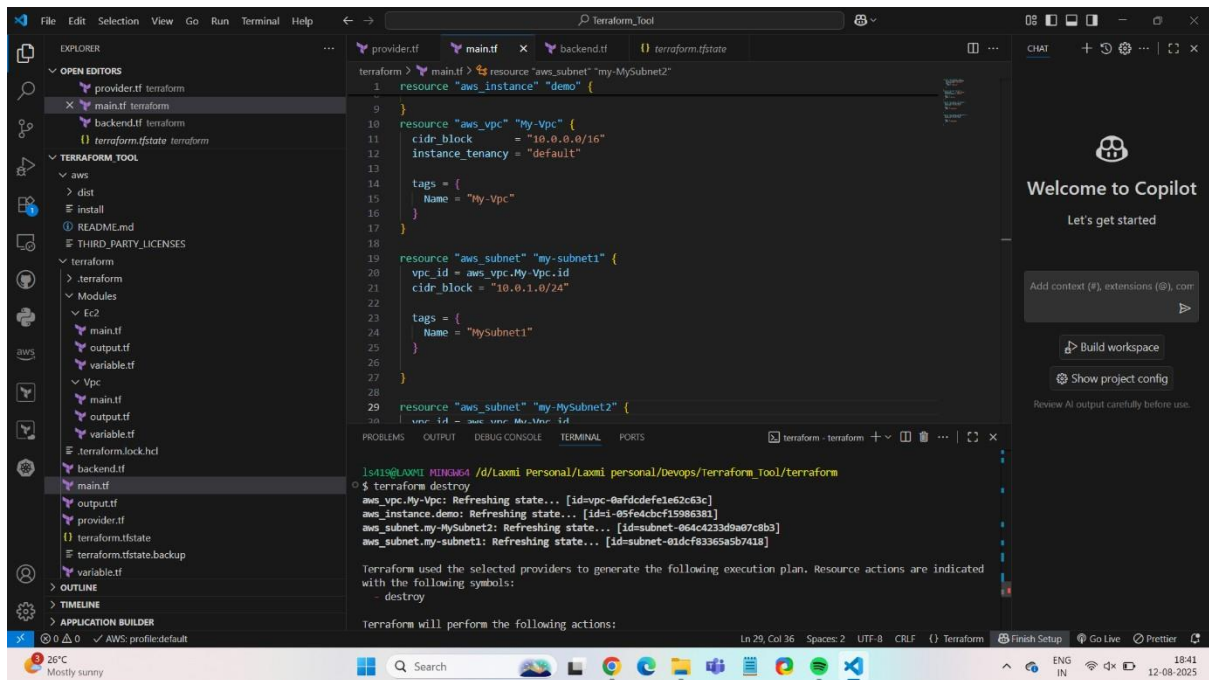 File Edit Selection View Go Run Terminal Help
Terraform_Tool
EXPLORER
OPEN EDITORS
provider.tf terraform
main.tf terraform
backend.tf terraform
{} terraform.tfstate terraform
TERRAFORM_TOOL
aws
dist
install
README.md
THIRD_PARTY_LICENSES
terraform
.terraform
Modules
Ec2
main.tf
output.tf
variable.tf
Vpc
main.tf
output.tf
variable.tf
.terraform.lock.hcl
backend.tf
main.tf
output.tf
provider.tf
{} terraform.tfstate
terraform.tfstate.backup
variable.tf
OUTLINE
TIMELINE
APPLICATION BUILDER
provider.tf main.tf backend.tf {} terraform.tfstate
terraform > main.tf > resource "aws_subnet" "my-MySubnet2"
1 resource "aws_instance" "demo" {
9 }
10 resource "aws_vpc" "My-Vpc" {
11 cidr_block = "10.0.0.0/16"
12 instance_tenancy = "default"
13
14 tags = {
15 Name = "My-Vpc"
16 }
17 }
18
19 resource "aws_subnet" "my-subnet1" {
20 vpc_id = aws_vpc.My-Vpc.id
21 cidr_block = "10.0.1.0/24"
22
23 tags = {
24 Name = "MySubnet1"
25 }
26
27 }
28
29 resource "aws_subnet" "my-MySubnet2" {
30 vpc_id = aws_vpc.My-Vpc.id
PROBLEMS OUTPUT DEBUG CONSOLE TERMINAL PORTS
terraform - terraform
ls419@LAXMI MINGW64 /d/Laxmi Personal/Laxmi personal/Devops/Terraform_Tool/terraform
$ terraform destroy
aws_vpc.My-Vpc: Refreshing state... [id=vpc-0afdcdefe1e62c63c]
aws_instance.demo: Refreshing state... [id=i-05fe4cbcf15986381]
aws_subnet.my-MySubnet2: Refreshing state... [id=subnet-064c4233d9a07c8b3]
aws_subnet.my-subnet1: Refreshing state... [id=subnet-01dcf83365a5b7418]
Terraform used the selected providers to generate the following execution plan. Resource actions are indicated
with the following symbols:
- destroy
Terraform will perform the following actions:
CHAT
Welcome to Copilot
Let's get started
Add context (#), extensions (@), com
Build workspace
Show project config
Review AI output carefully before use.
aws
1
0 0 AWS: profile:default
Ln 29, Col 36 Spaces: 2 UTF-8 CRLF {} Terraform Finish Setup Go Live Prettier
3
26°C
Mostly sunny
Search
ENG
IN
18:41
12-08-2025